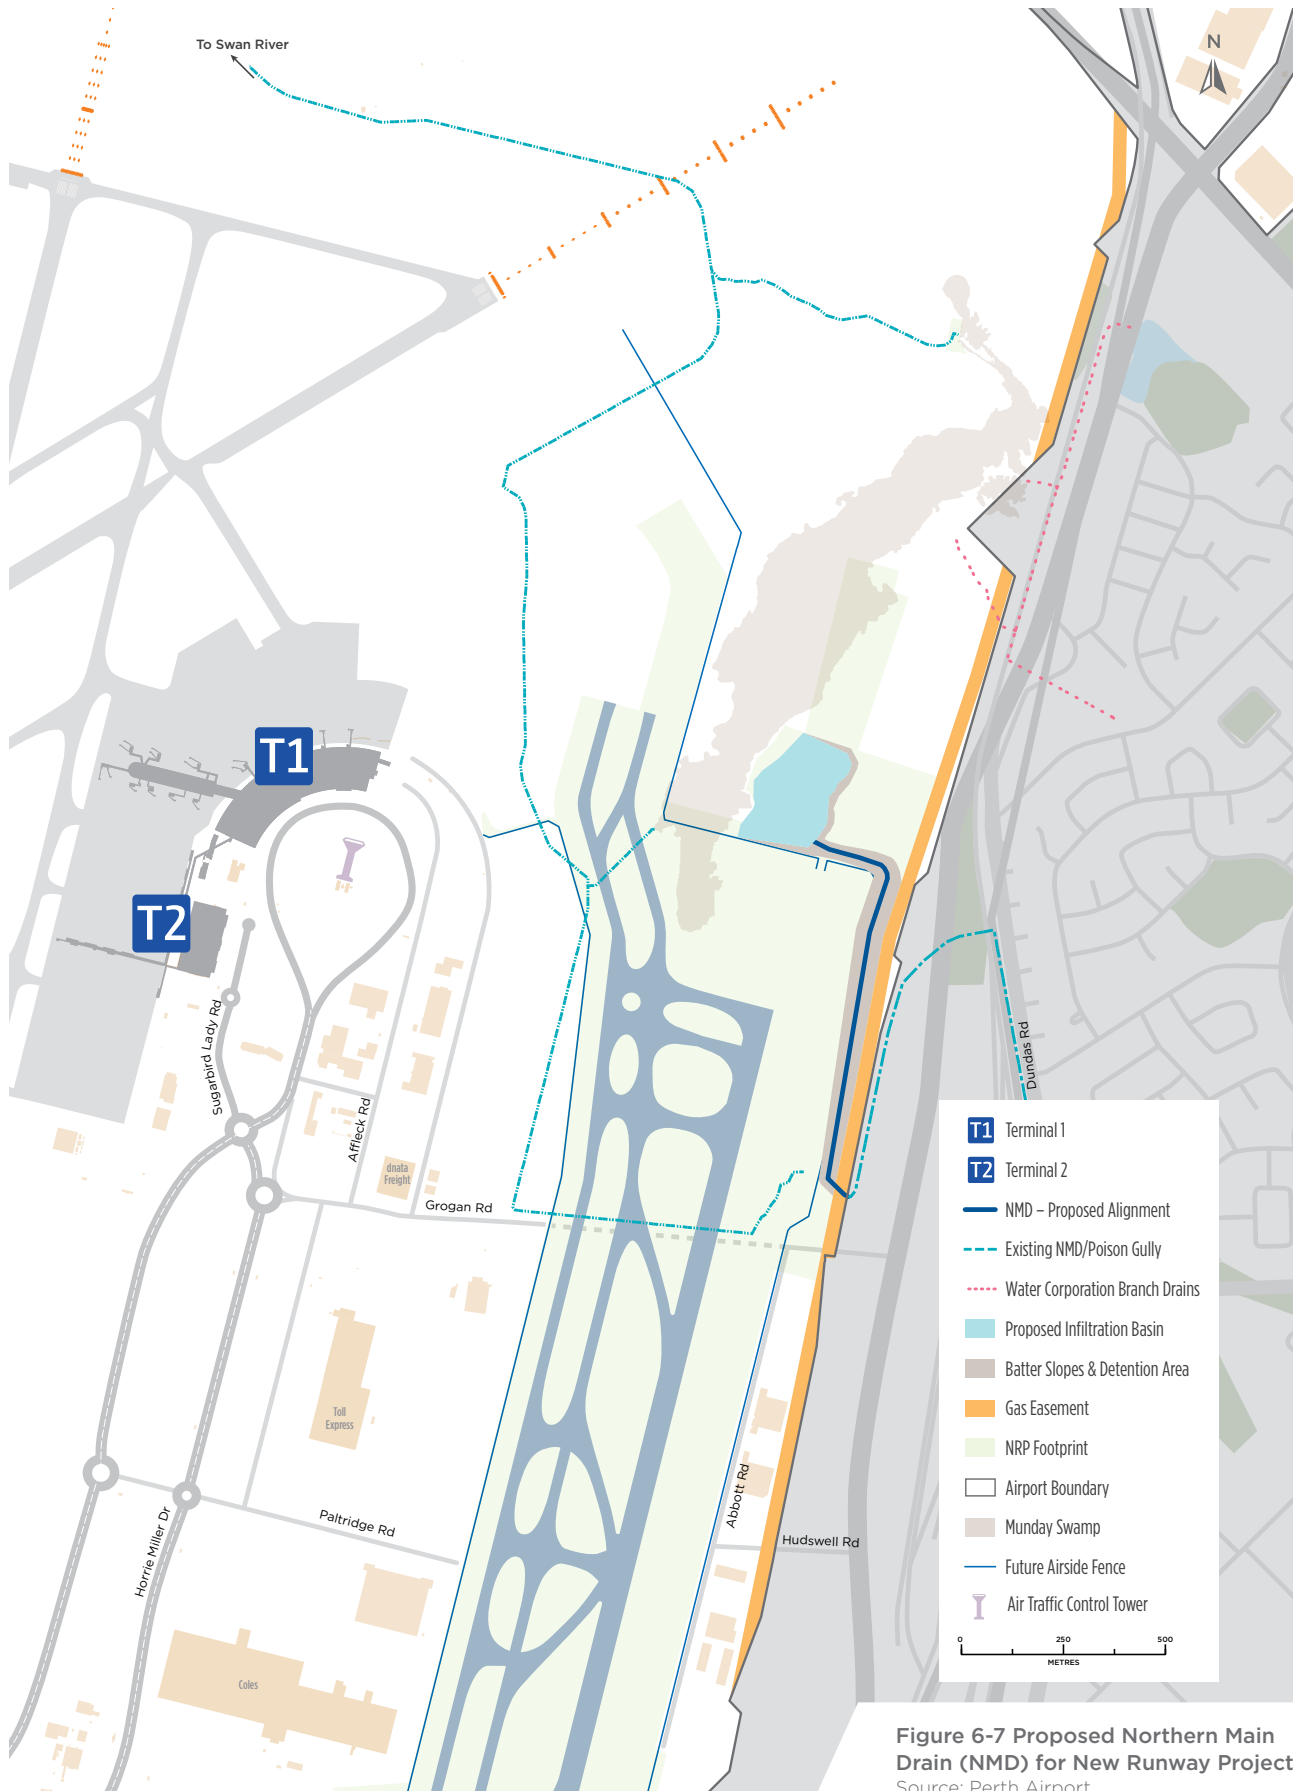 To Swan River
N
T1
T2
Sugarbird Lady Rd
Affleck Rd
dnata
Freight
Grogan Rd
Dundas Rd
Toll
Express
Paltridge Rd
Horrie Miller Dr
Abbott Rd
Hudswell Rd
Coles
T1 Terminal 1
T2 Terminal 2
NMD – Proposed Alignment
Existing NMD/Poison Gully
Water Corporation Branch Drains
Proposed Infiltration Basin
Batter Slopes & Detention Area
Gas Easement
NRP Footprint
Airport Boundary
Munday Swamp
Future Airside Fence
Air Traffic Control Tower
0 250 500
METRES
Figure 6-7 Proposed Northern Main
Drain (NMD) for New Runway Project
Source: Perth Airport